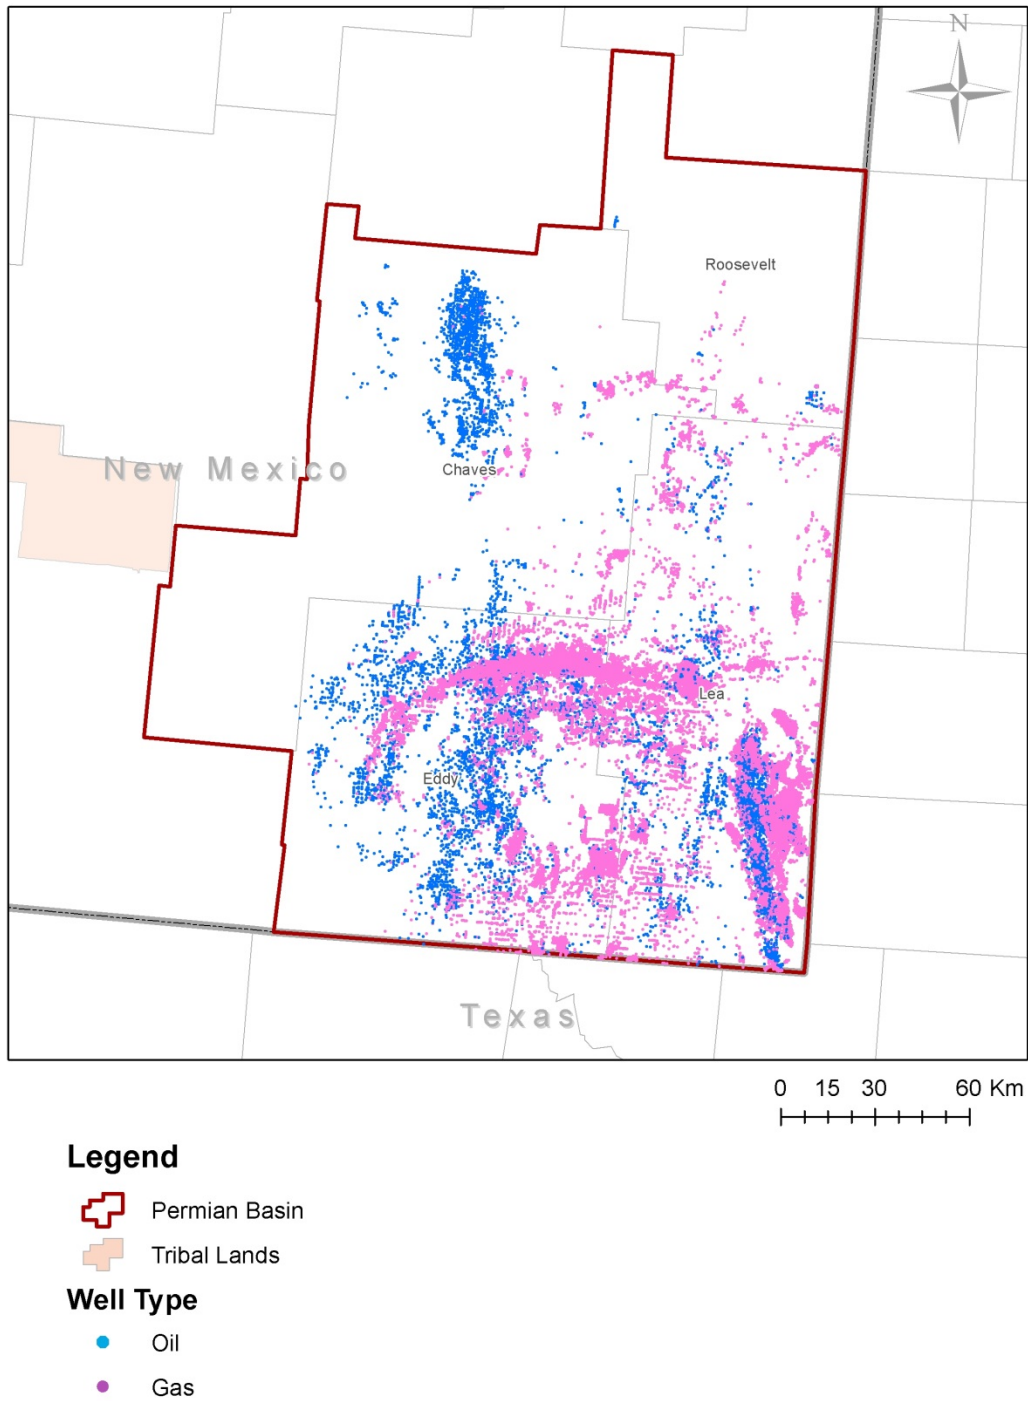 N
Roosevelt
New Mexico
Chaves
Lea
Eddy
Texas
0 15 30 60 Km
Legend
Permian Basin
Tribal Lands
Well Type
Oil
Gas